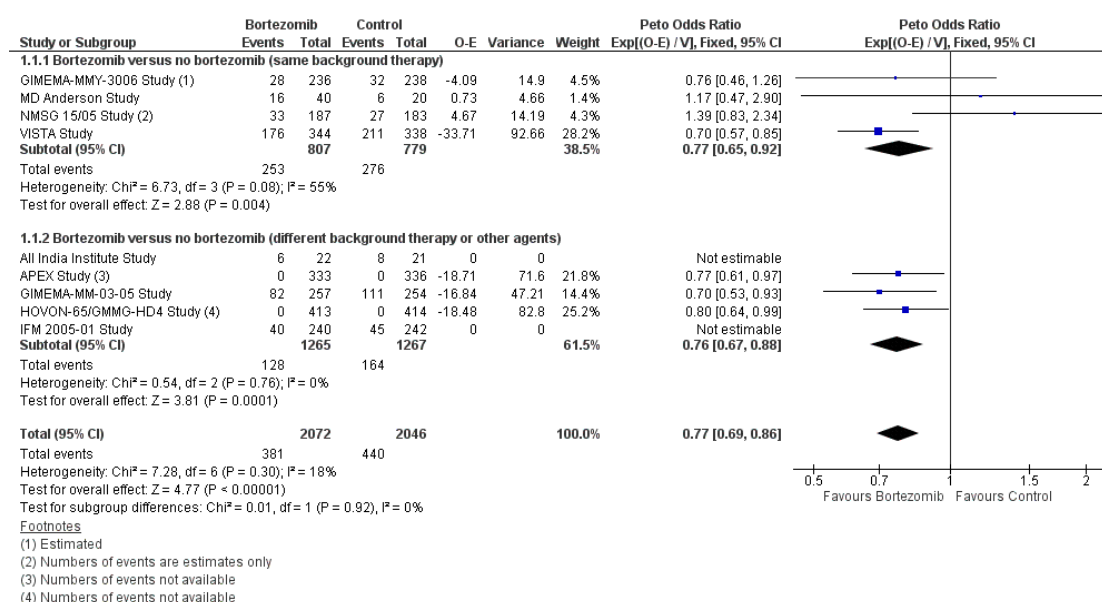 Bortezomib Control Peto Odds Ratio Peto Odds Ratio
Study or Subgroup Events Total Events Total O-E Variance Weight Exp[(O-E) / V], Fixed, 95% CI Exp[(O-E) / V], Fixed, 95% CI
1.1.1 Bortezomib versus no bortezomib (same background therapy)
GIMEMA-MMY-3006 Study (1) 28 236 32 238 -4.09 14.9 4.5% 0.76 [0.46, 1.26]
MD Anderson Study 16 40 6 20 0.73 4.66 1.4% 1.17 [0.47, 2.90]
NMSG 15/05 Study (2) 33 187 27 183 4.67 14.19 4.3% 1.39 [0.83, 2.34]
VISTA Study 176 344 211 338 -33.71 92.66 28.2% 0.70 [0.57, 0.85]
Subtotal (95% CI) 807 779 38.5% 0.77 [0.65, 0.92]
Total events 253 276
Heterogeneity: Chi² = 6.73, df = 3 (P = 0.08); I² = 55%
Test for overall effect: Z = 2.88 (P = 0.004)
1.1.2 Bortezomib versus no bortezomib (different background therapy or other agents)
All India Institute Study 6 22 8 21 0 0 Not estimable
APEX Study (3) 0 333 0 336 -18.71 71.6 21.8% 0.77 [0.61, 0.97]
GIMEMA-MM-03-05 Study 82 257 111 254 -16.84 47.21 14.4% 0.70 [0.53, 0.93]
HOVON-65/GMMG-HD4 Study (4) 0 413 0 414 -18.48 82.8 25.2% 0.80 [0.64, 0.99]
IFM 2005-01 Study 40 240 45 242 0 0 Not estimable
Subtotal (95% CI) 1265 1267 61.5% 0.76 [0.67, 0.88]
Total events 128 164
Heterogeneity: Chi² = 0.54, df = 2 (P = 0.76); I² = 0%
Test for overall effect: Z = 3.81 (P = 0.0001)
Total (95% CI) 2072 2046 100.0% 0.77 [0.69, 0.86]
Total events 381 440
Heterogeneity: Chi² = 7.28, df = 6 (P = 0.30); I² = 18%
Test for overall effect: Z = 4.77 (P < 0.00001)
Test for subgroup differences: Chi² = 0.01, df = 1 (P = 0.92), I² = 0%
0.5 0.7 1 1.5 2
Favours Bortezomib Favours Control
Footnotes
(1) Estimated
(2) Numbers of events are estimates only
(3) Numbers of events not available
(4) Numbers of events not available